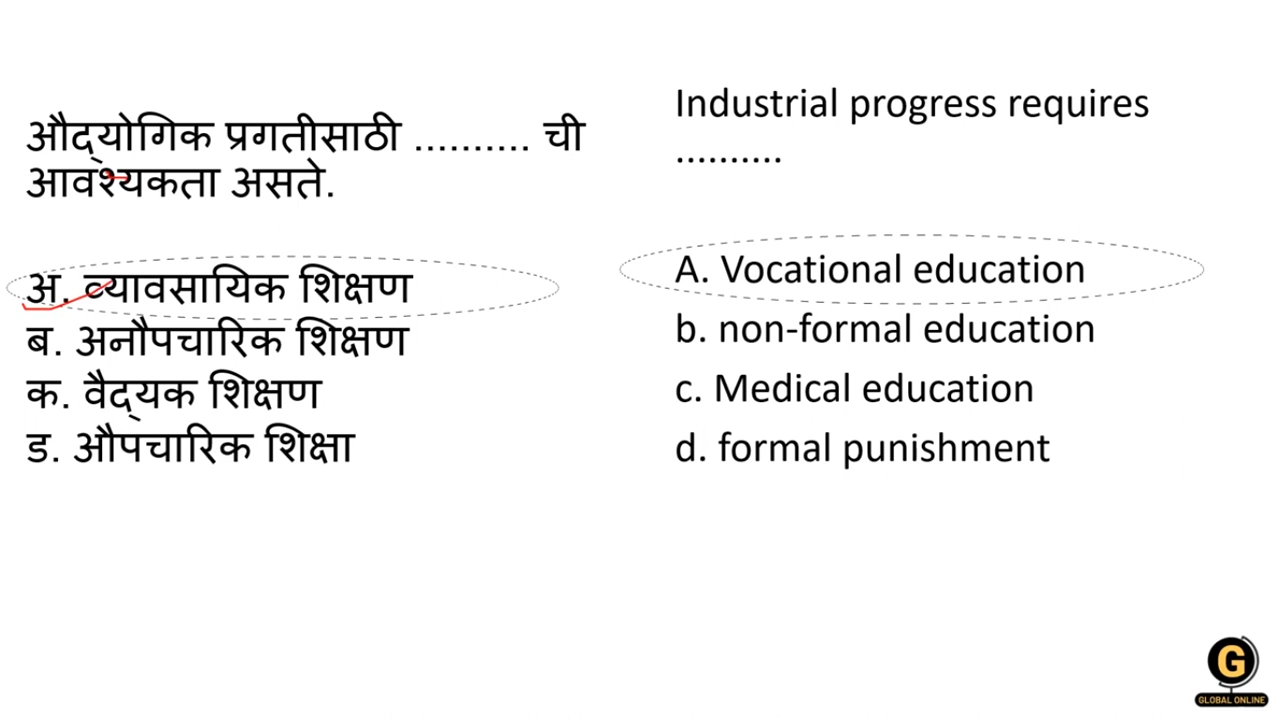 औद्योगिक प्रगतीसाठी .......... ची
आवश्यकता असते.
अ. व्यावसायिक शिक्षण
ब. अनौपचारिक शिक्षण
क. वैद्यक शिक्षण
ड. औपचारिक शिक्षा
Industrial progress requires
..........
A. Vocational education
b. non-formal education
c. Medical education
d. formal punishment
G
GLOBAL ONLINE